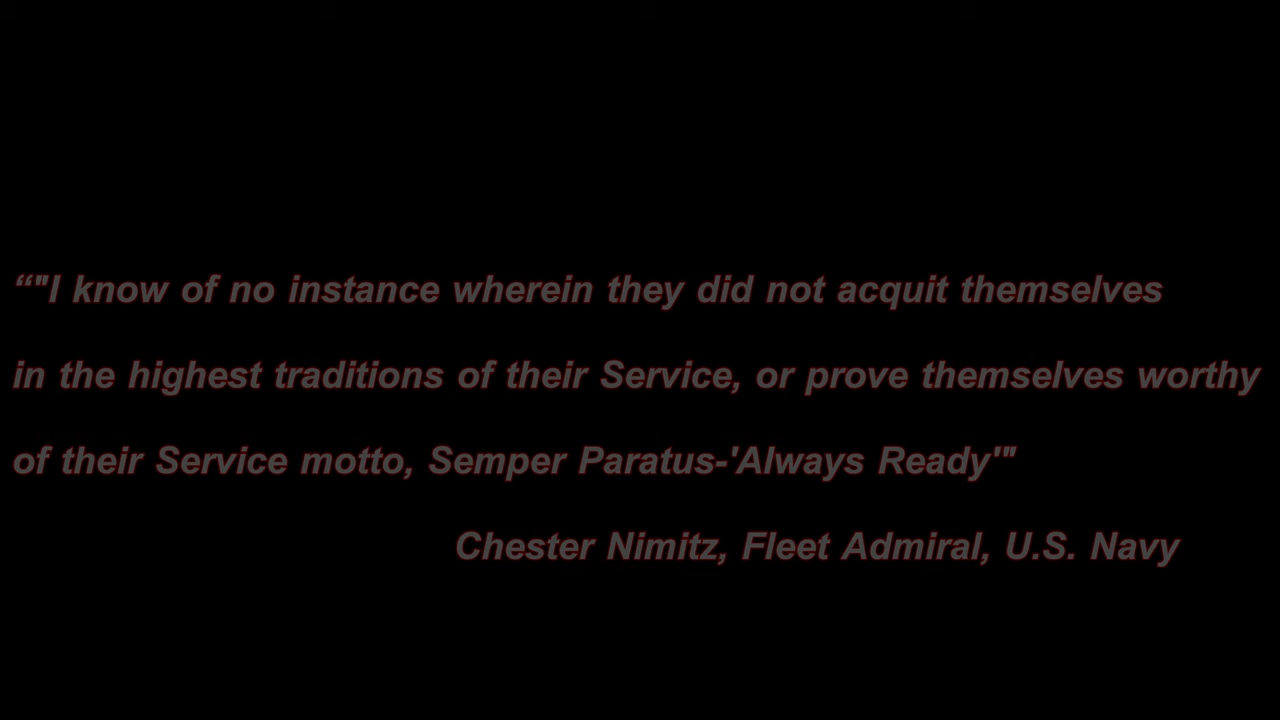 “"I know of no instance wherein they did not acquit themselves
in the highest traditions of their Service, or prove themselves worthy
of their Service motto, Semper Paratus-'Always Ready'"
Chester Nimitz, Fleet Admiral, U.S. Navy